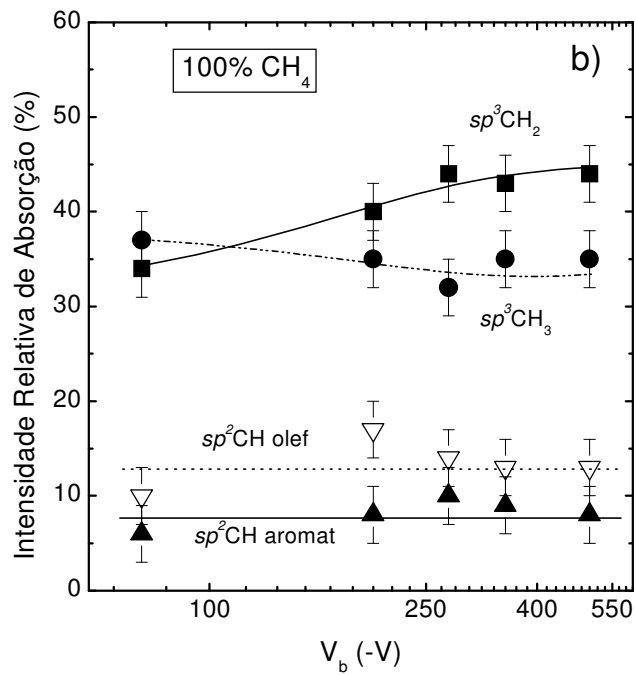 60
50
40
30
20
10
0
Intensidade Relativa de Absorção (%)
100% CH₄
b)
sp³CH₂
sp³CH₃
sp²CH olef
sp²CH aromat
100 250 400 550
V_b (-V)